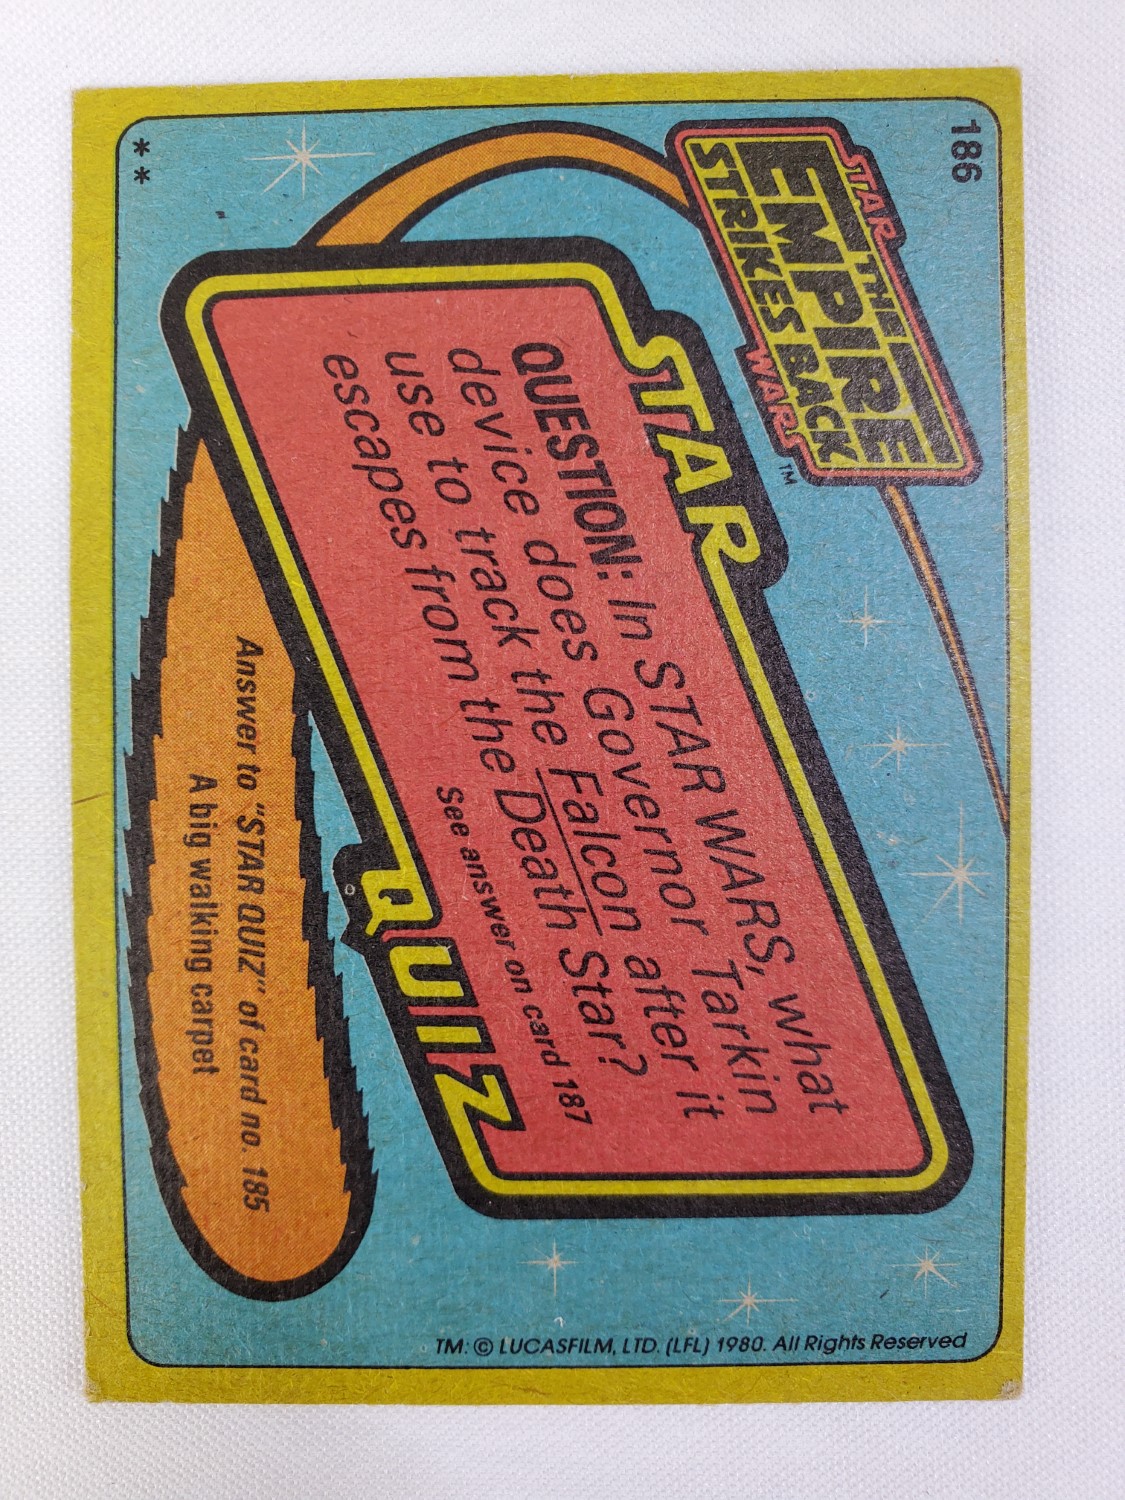 186
STAR
THE
EMPIRE
STRIKES BACK
WARS
TM
STAR
QUESTION: In STAR WARS, what
device does Governor Tarkin
use to track the Falcon after it
escapes from the Death Star?
See answer on card 187
QUIZ
Answer to "STAR QUIZ" of card no. 185
A big walking carpet
**
TM: © LUCASFILM, LTD. (LFL) 1980. All Rights Reserved